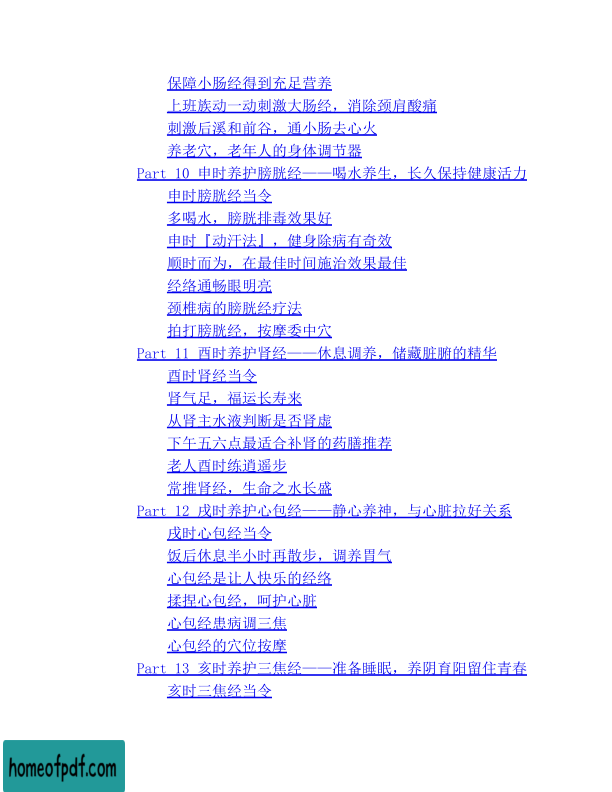 保障小肠经得到充足营养
上班族动一动刺激大肠经，消除颈肩酸痛
刺激后溪和前谷，通小肠去心火
养老穴，老年人的身体调节器
Part 10 申时养护膀胱经——喝水养生，长久保持健康活力
申时膀胱经当令
多喝水，膀胱排毒效果好
申时『动汗法』，健身除病有奇效
顺时而为，在最佳时间施治效果最佳
经络通畅眼明亮
颈椎病的膀胱经疗法
拍打膀胱经，按摩委中穴
Part 11 酉时养护肾经——休息调养，储藏脏腑的精华
酉时肾经当令
肾气足，福运长寿来
从肾主水液判断是否肾虚
下午五六点最适合补肾的药膳推荐
老人酉时练逍遥步
常推肾经，生命之水长盛
Part 12 戌时养护心包经——静心养神，与心脏拉好关系
戌时心包经当令
饭后休息半小时再散步，调养胃气
心包经是让人快乐的经络
揉捏心包经，呵护心脏
心包经患病调三焦
心包经的穴位按摩
Part 13 亥时养护三焦经——准备睡眠，养阴育阳留住青春
亥时三焦经当令
homeofpdf.com